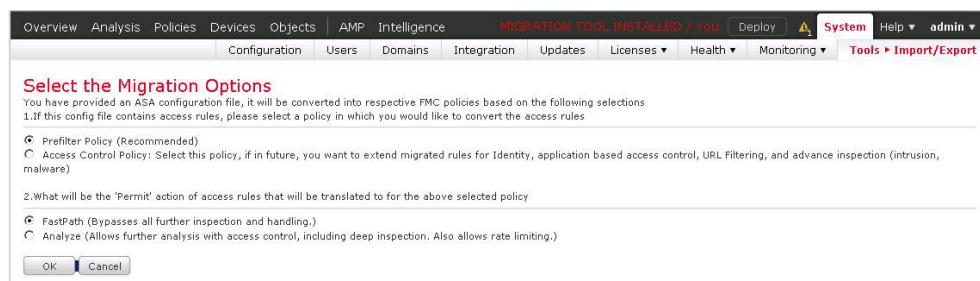 Overview Analysis Policies Devices Objects AMP Intelligence MIGRATION TOOL INSTALLED / You Deploy 1 System Help ▾ admin ▾
Configuration Users Domains Integration Updates Licenses ▾ Health ▾ Monitoring ▾ Tools ▸ Import/Export
Select the Migration Options
You have provided an ASA configuration file, it will be converted into respective FMC policies based on the following selections
1.If this config file contains access rules, please select a policy in which you would like to convert the access rules
Prefilter Policy (Recommended)
Access Control Policy: Select this policy, if in future, you want to extend migrated rules for Identity, application based access control, URL Filtering, and advance inspection (intrusion,
malware)
2.What will be the 'Permit' action of access rules that will be translated to for the above selected policy
FastPath (Bypasses all further inspection and handling.)
Analyze (Allows further analysis with access control, including deep inspection. Also allows rate limiting.)
OK Cancel